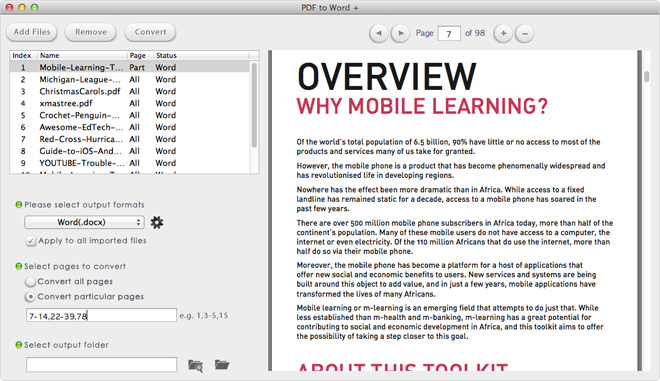 PDF to Word +
Add Files Remove Convert
Page 7 of 98 + −
Index Name Page Status
1 Mobile-Learning-T... Part Word
2 Michigan-League-... All Word
3 ChristmasCarols.pdf All Word
4 xmastree.pdf All Word
5 Crochet-Penguin-... All Word
6 Awesome-EdTech-... All Word
7 Red-Cross-Hurrica... All Word
8 Guide-to-iOS-And... All Word
9 YOUTUBE-Trouble-... All Word
Please select output formats
Word(.docx)
Apply to all imported files
Select pages to convert
Convert all pages
Convert particular pages
7-14,22-39,78 e.g. 1,3-5,15
Select output folder
OVERVIEW
WHY MOBILE LEARNING?
Of the world's total population of 6.5 billion, 90% have little or no access to most of the
products and services many of us take for granted.
However, the mobile phone is a product that has become phenomenally widespread and
has revolutionised life in developing regions.
Nowhere has the effect been more dramatic than in Africa. While access to a fixed
landline has remained static for a decade, access to a mobile phone has soared in the
past few years.
There are over 500 million mobile phone subscribers in Africa today, more than half of the
continent's population. Many of these mobile users do not have access to a computer, the
internet or even electricity. Of the 110 million Africans that do use the internet, more than
half do so via their mobile phone.
Moreover, the mobile phone has become a platform for a host of applications that
offer new social and economic benefits to users. New services and systems are being
built around this object to add value, and in just a few years, mobile applications have
transformed the lives of many Africans.
Mobile learning or m-learning is an emerging field that attempts to do just that. While
less established than m-health and m-banking, m-learning has a great potential for
contributing to social and economic development in Africa, and this toolkit aims to offer
the possibility of taking a step closer to this goal.
ABOUT THIS TOOLKIT